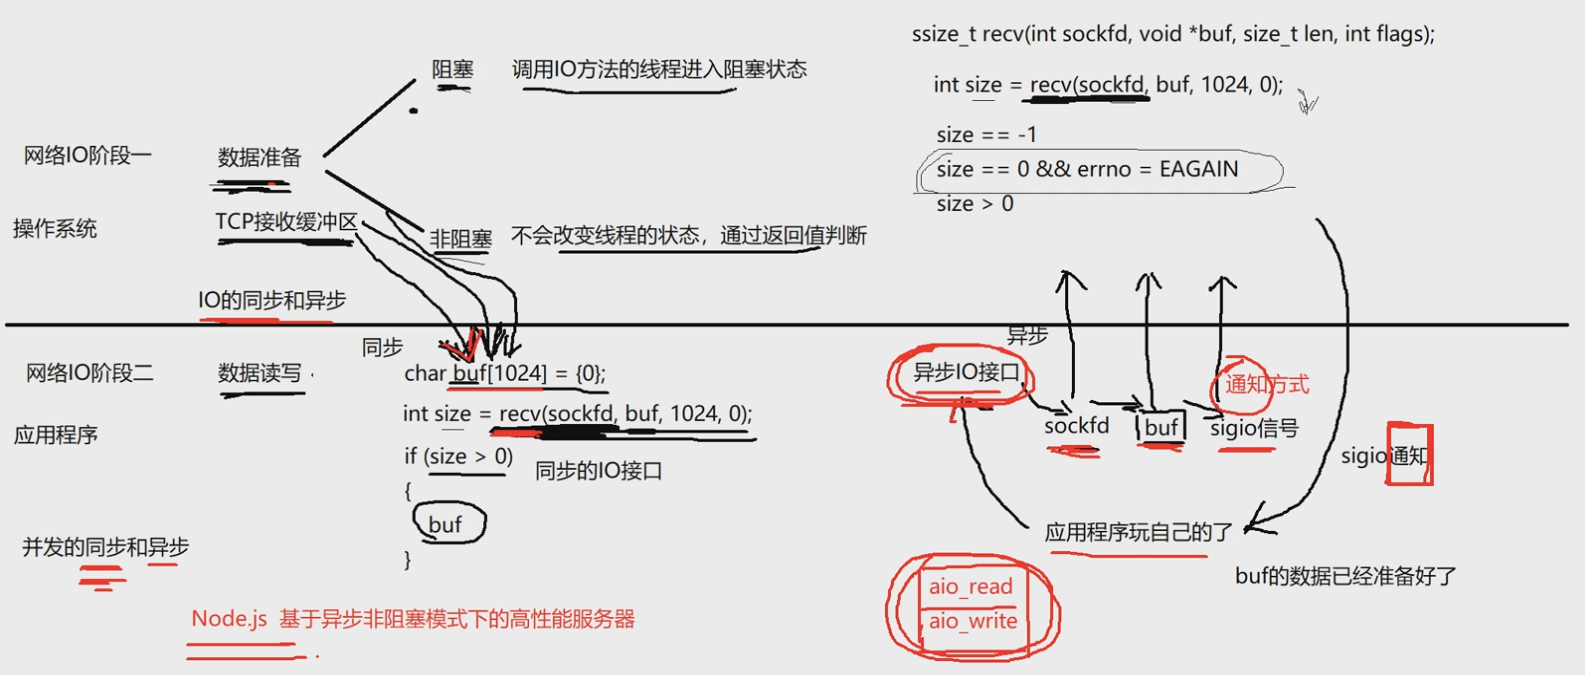 ssize_t recv(int sockfd, void *buf, size_t len, int flags);
阻塞 调用IO方法的线程进入阻塞状态
int size = recv(sockfd, buf, 1024, 0);
size == -1
网络IO阶段一 数据准备
size == 0 && errno = EAGAIN
size > 0
操作系统 TCP接收缓冲区
非阻塞 不会改变线程的状态，通过返回值判断
IO的同步和异步
同步
异步
网络IO阶段二 数据读写
char buf[1024] = {0};
异步IO接口
通知方式
int size = recv(sockfd, buf, 1024, 0);
sockfd buf sigio信号
应用程序
if (size > 0)
同步的IO接口
sigio通知
{
buf
}
应用程序玩自己的了
并发的同步和异步
buf的数据已经准备好了
aio_read
aio_write
Node.js 基于异步非阻塞模式下的高性能服务器